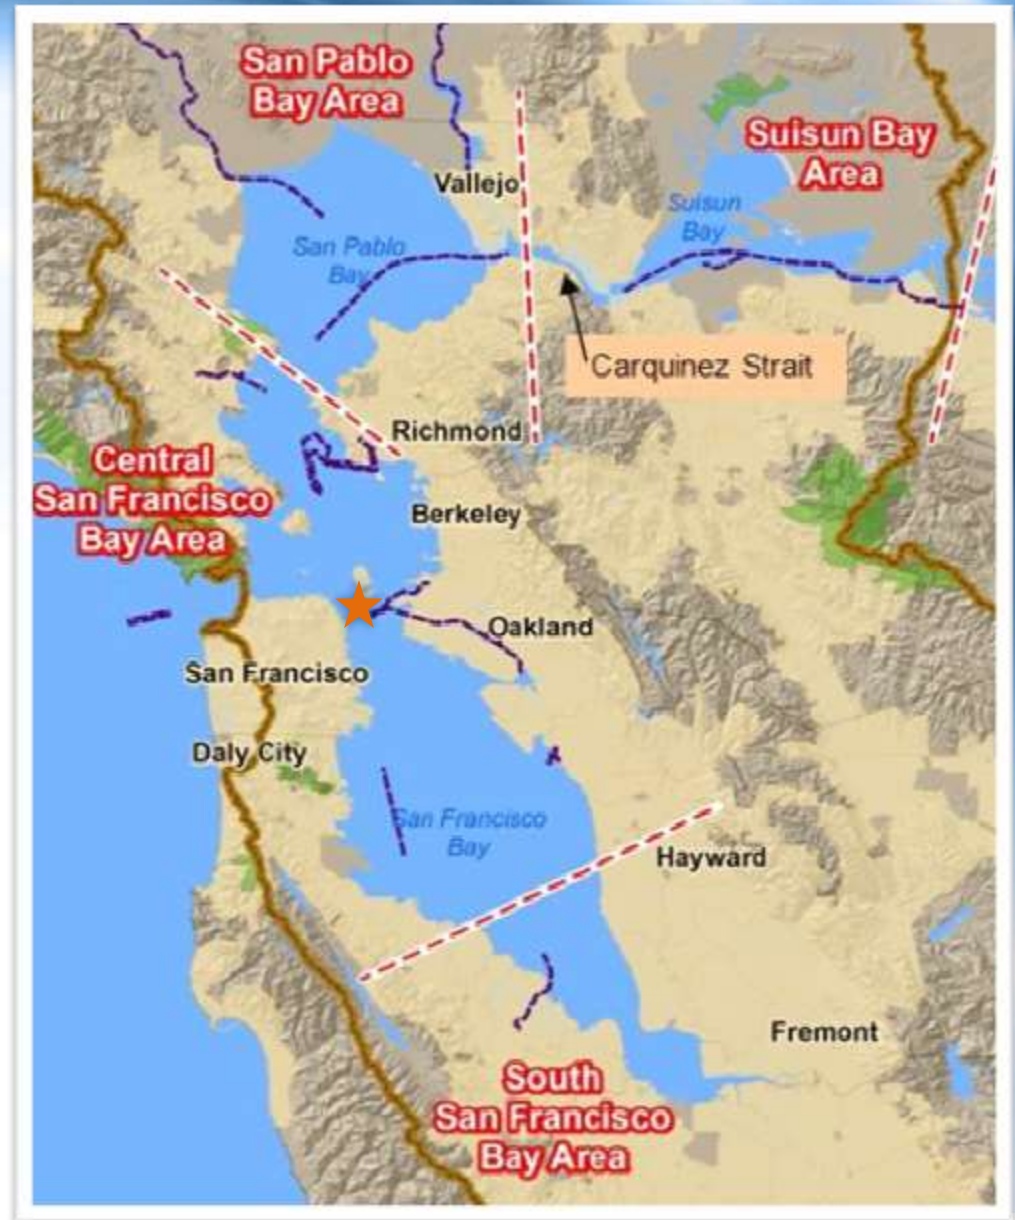 San Pablo
Bay Area
Suisun Bay
Area
Vallejo
Suisun
Bay
San Pablo
Bay
Carquinez Strait
Richmond
Central
San Francisco
Bay Area
Berkeley
Oakland
San Francisco
Daly City
San Francisco
Bay
Hayward
Fremont
South
San Francisco
Bay Area